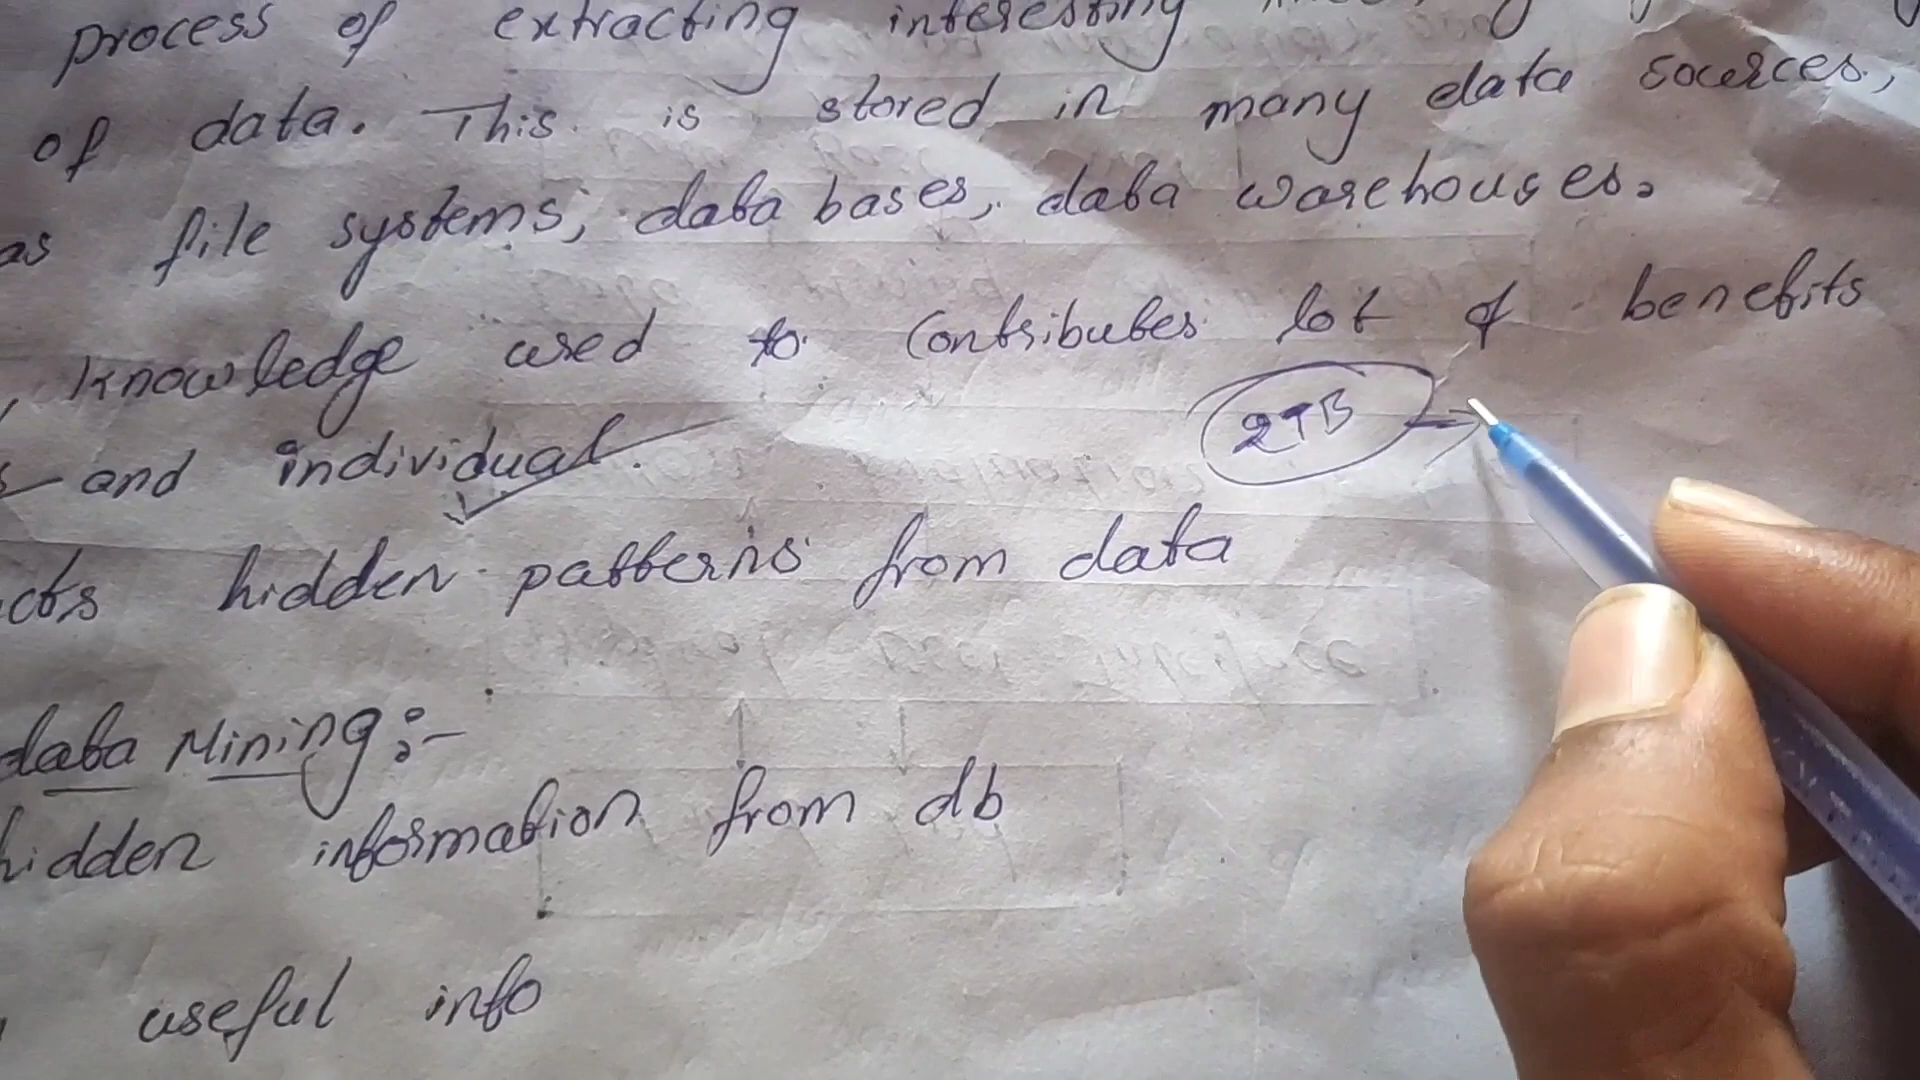 process of extracting interesting
of data. This is stored in many data sources,
as file systems, data bases, data warehouses.
knowledge used to Contributes lot of benefits
and individual.
2TB
hidden patterns from data
data Mining:-
hidden information from db
useful info